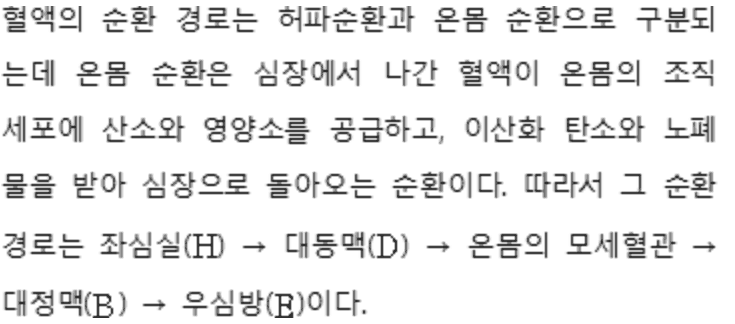 혈액의 순환 경로는 허파순환과 온몸 순환으로 구분되
는데 온몸 순환은 심장에서 나간 혈액이 온몸의 조직
세포에 산소와 영양소를 공급하고, 이산화 탄소와 노폐
물을 받아 심장으로 돌아오는 순환이다. 따라서 그 순환
경로는 좌심실(H) → 대동맥(D) → 온몸의 모세혈관 →
대정맥(B) → 우심방(E)이다.